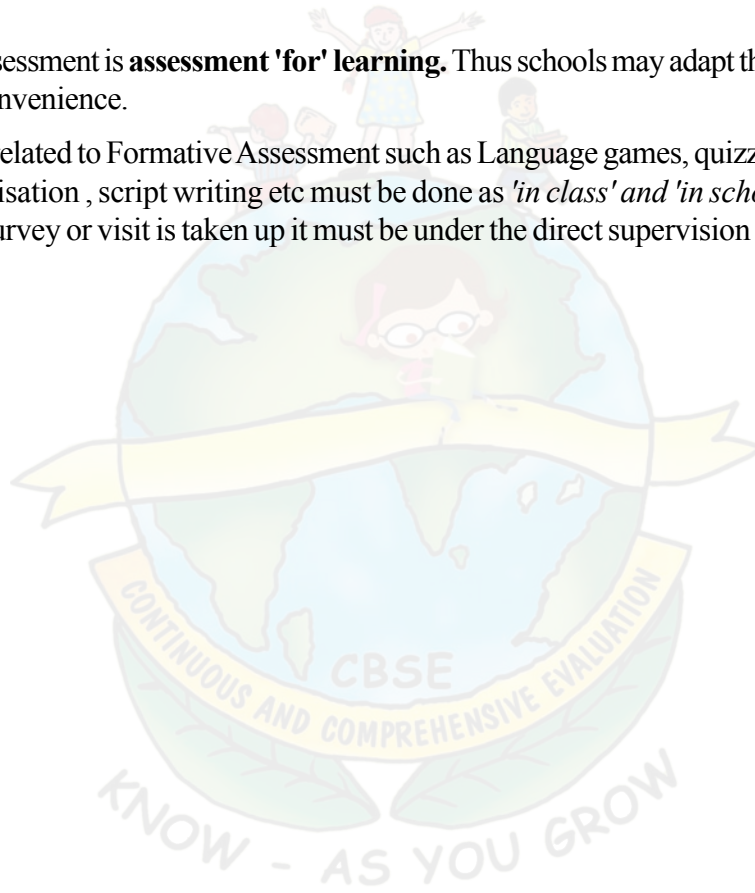 sessment is assessment 'for' learning. Thus schools may adapt th
nvenience.
elated to Formative Assessment such as Language games, quizz
isation , script writing etc must be done as 'in class' and 'in scho
urvey or visit is taken up it must be under the direct supervision
CONTINUOUS AND COMPREHENSIVE EVALUATION
CBSE
KNOW - AS YOU GROW